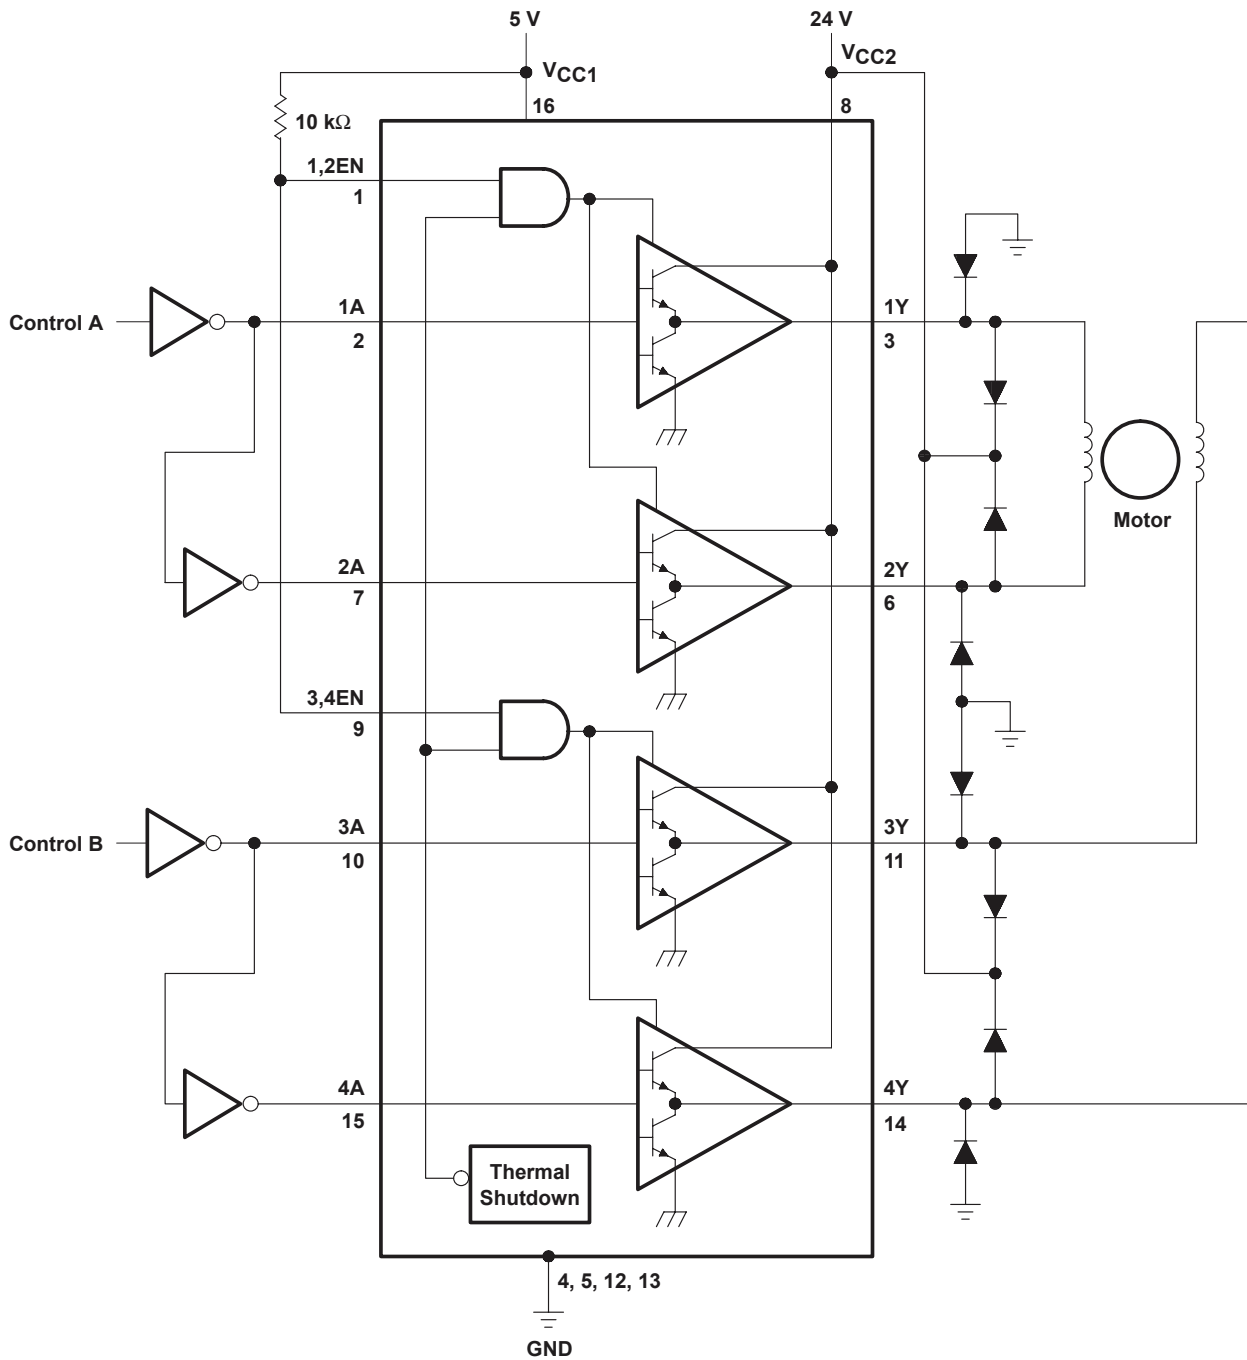 5 V
24 V
VCC1
VCC2
16
8
10 kΩ
1,2EN
1
Control A
1A
2
1Y
3
Motor
2A
7
2Y
6
3,4EN
9
Control B
3A
10
3Y
11
4A
15
4Y
14
Thermal
Shutdown
4, 5, 12, 13
GND